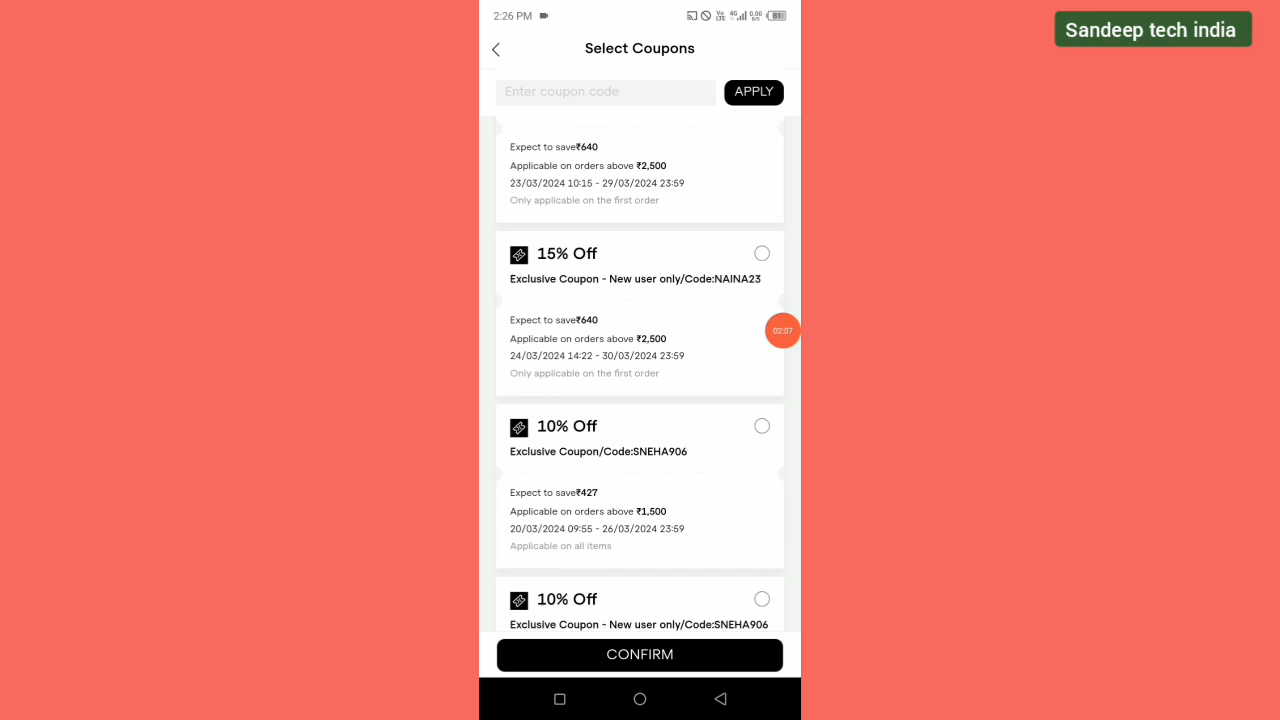 2:26 PM
Vo LTE 4G 0.00 B/S 81
Sandeep tech india
Select Coupons
Enter coupon code
APPLY
Expect to save₹640
Applicable on orders above ₹2,500
23/03/2024 10:15 - 29/03/2024 23:59
Only applicable on the first order
15% Off
Exclusive Coupon - New user only/Code:NAINA23
Expect to save₹640
Applicable on orders above ₹2,500
24/03/2024 14:22 - 30/03/2024 23:59
Only applicable on the first order
02:07
10% Off
Exclusive Coupon/Code:SNEHA906
Expect to save₹427
Applicable on orders above ₹1,500
20/03/2024 09:55 - 26/03/2024 23:59
Applicable on all items
10% Off
Exclusive Coupon - New user only/Code:SNEHA906
CONFIRM